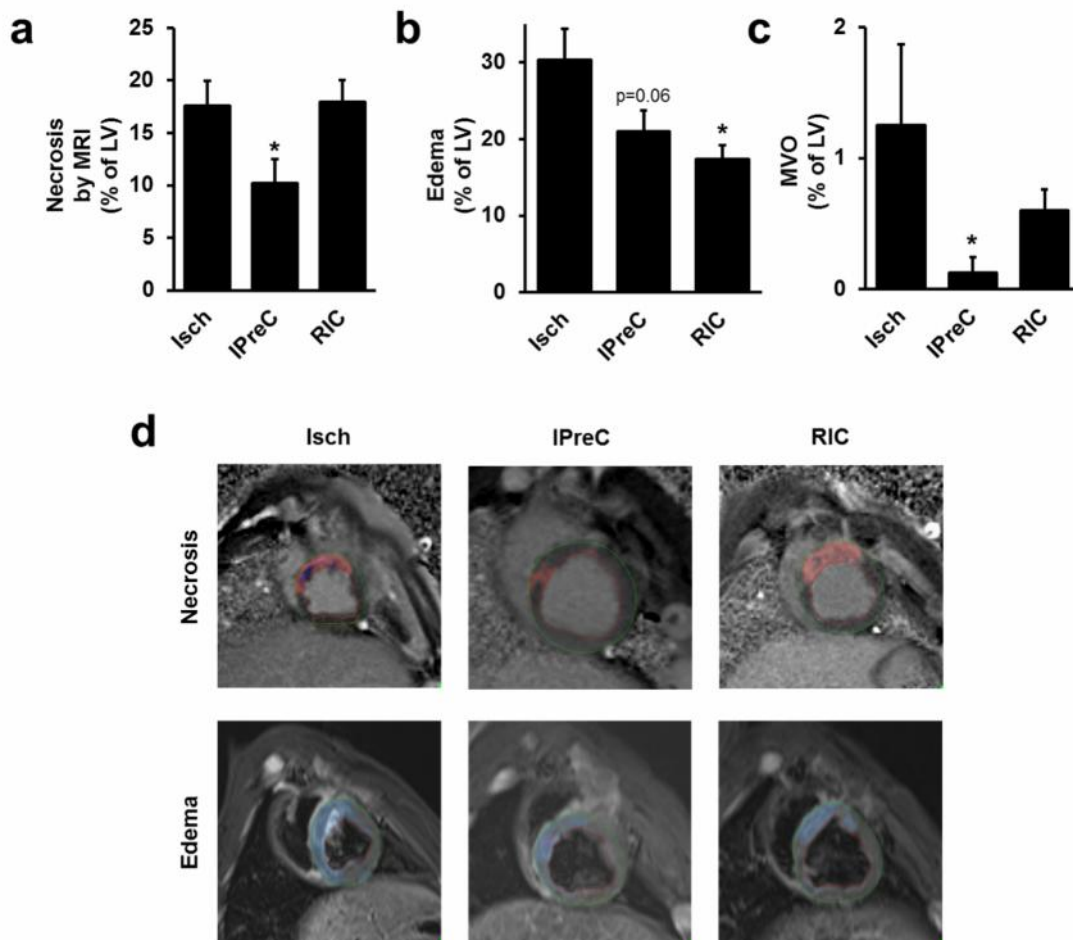 a
Necrosis
by MRI
(% of LV)
25
20
15
10
5
0
*
Isch
IPreC
RIC
b
Edema
(% of LV)
30
20
10
0
p=0.06
*
Isch
IPreC
RIC
c
MVO
(% of LV)
2
1
0
*
Isch
IPreC
RIC
d
Isch
IPreC
RIC
Necrosis
Edema